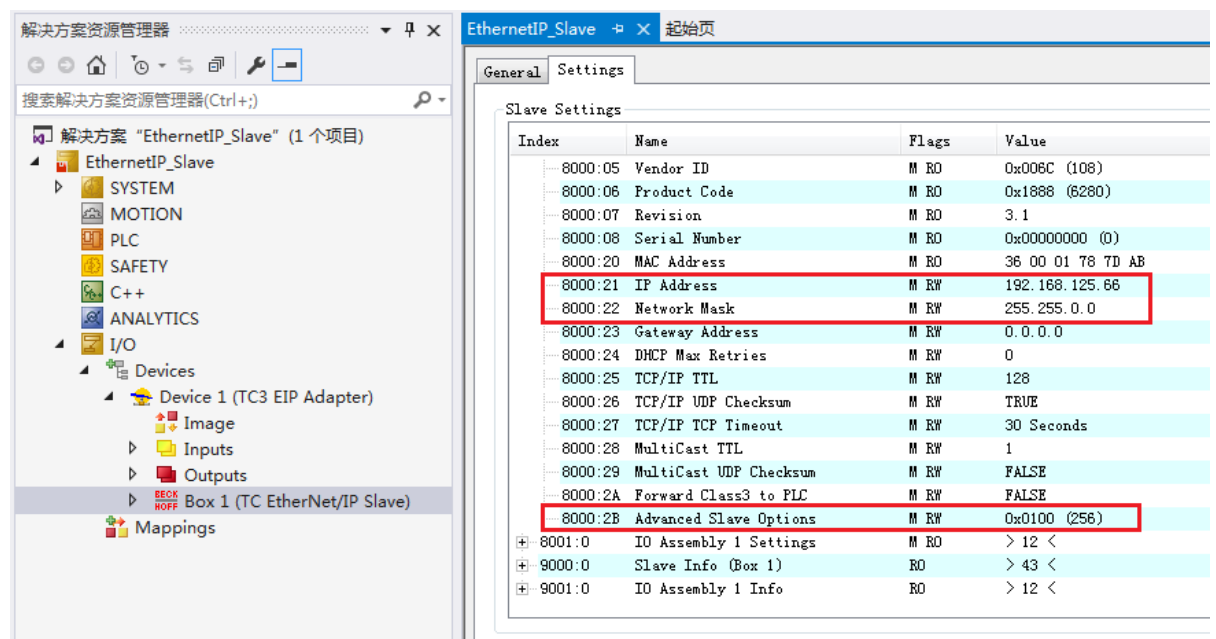 解决方案资源管理器
搜索解决方案资源管理器(Ctrl+;)
解决方案 "EthernetIP_Slave" (1 个项目)
EthernetIP_Slave
SYSTEM
MOTION
PLC
SAFETY
C++
ANALYTICS
I/O
Devices
Device 1 (TC3 EIP Adapter)
Image
Inputs
Outputs
BECK HOFF Box 1 (TC EtherNet/IP Slave)
Mappings
EthernetIP_Slave 起始页
General Settings
Slave Settings
Index Name Flags Value
8000:05 Vendor ID M RO 0x006C (108)
8000:06 Product Code M RO 0x1888 (6280)
8000:07 Revision M RO 3.1
8000:08 Serial Number M RO 0x00000000 (0)
8000:20 MAC Address M RO 36 00 01 78 7D AB
8000:21 IP Address M RW 192.168.125.66
8000:22 Network Mask M RW 255.255.0.0
8000:23 Gateway Address M RW 0.0.0.0
8000:24 DHCP Max Retries M RW 0
8000:25 TCP/IP TTL M RW 128
8000:26 TCP/IP UDP Checksum M RW TRUE
8000:27 TCP/IP TCP Timeout M RW 30 Seconds
8000:28 MultiCast TTL M RW 1
8000:29 MultiCast UDP Checksum M RW FALSE
8000:2A Forward Class3 to PLC M RW FALSE
8000:2B Advanced Slave Options M RW 0x0100 (256)
8001:0 IO Assembly 1 Settings M RO > 12 <
9000:0 Slave Info (Box 1) RO > 43 <
9001:0 IO Assembly 1 Info RO > 12 <